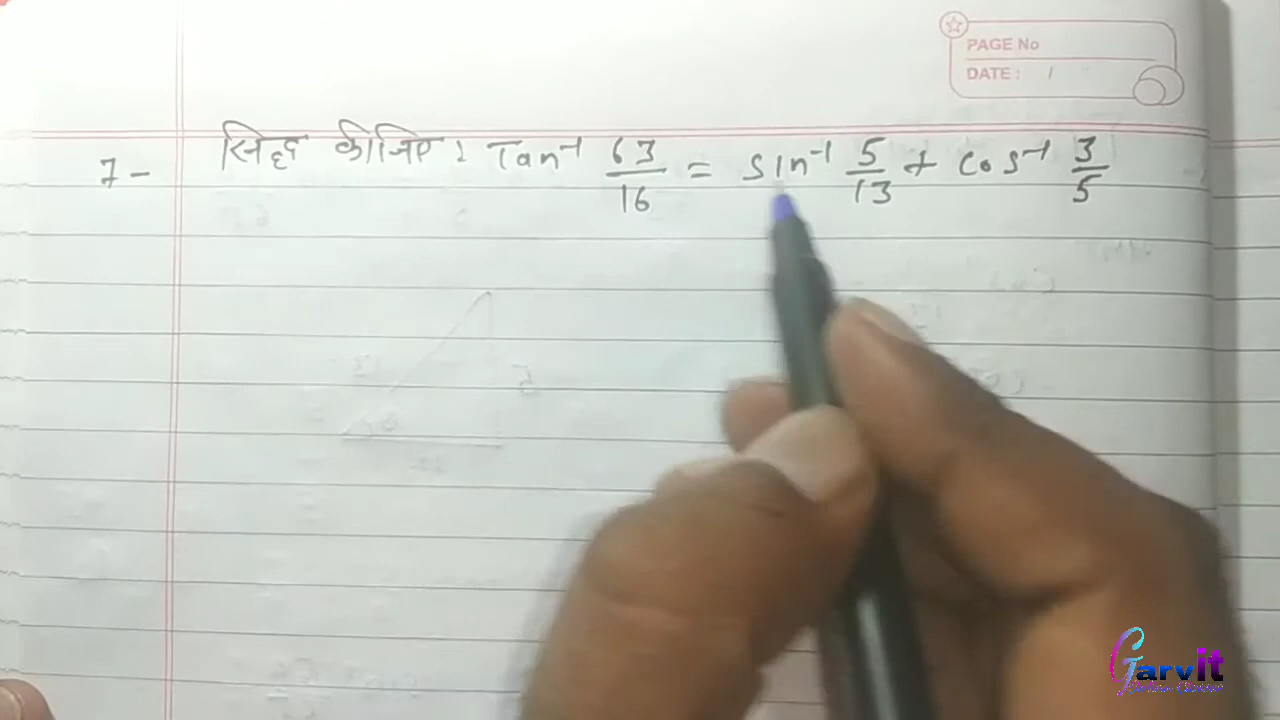 PAGE No
DATE: /
7- सिद्ध कीजिए: Tan⁻¹ 63/16 = sin⁻¹ 5/13 + cos⁻¹ 3/5
Garvit